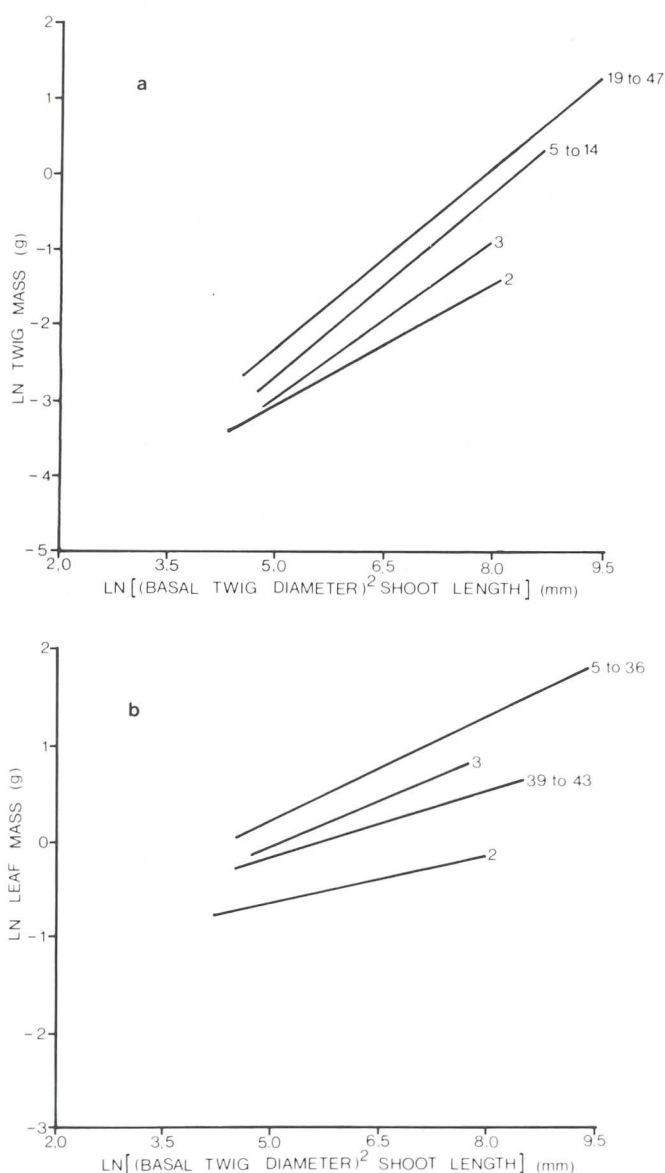 a
2
1
0
−1
−2
−3
−4
−5
LN TWIG MASS (g)
19 to 47
5 to 14
3
2
2.0 3.5 5.0 6.5 8.0 9.5
LN [(BASAL TWIG DIAMETER)² SHOOT LENGTH] (mm)
b
2
1
0
−1
−2
−3
LN LEAF MASS (g)
5 to 36
3
39 to 43
2
2.0 3.5 5.0 6.5 8.0 9.5
LN [(BASAL TWIG DIAMETER)² SHOOT LENGTH] (mm)